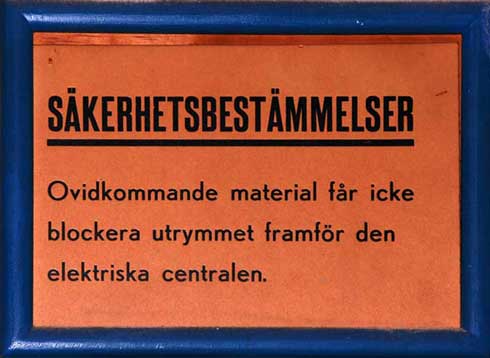 SÄKERHETSBESTÄMMELSER
Ovidkommande material får icke
blockera utrymmet framför den
elektriska centralen.